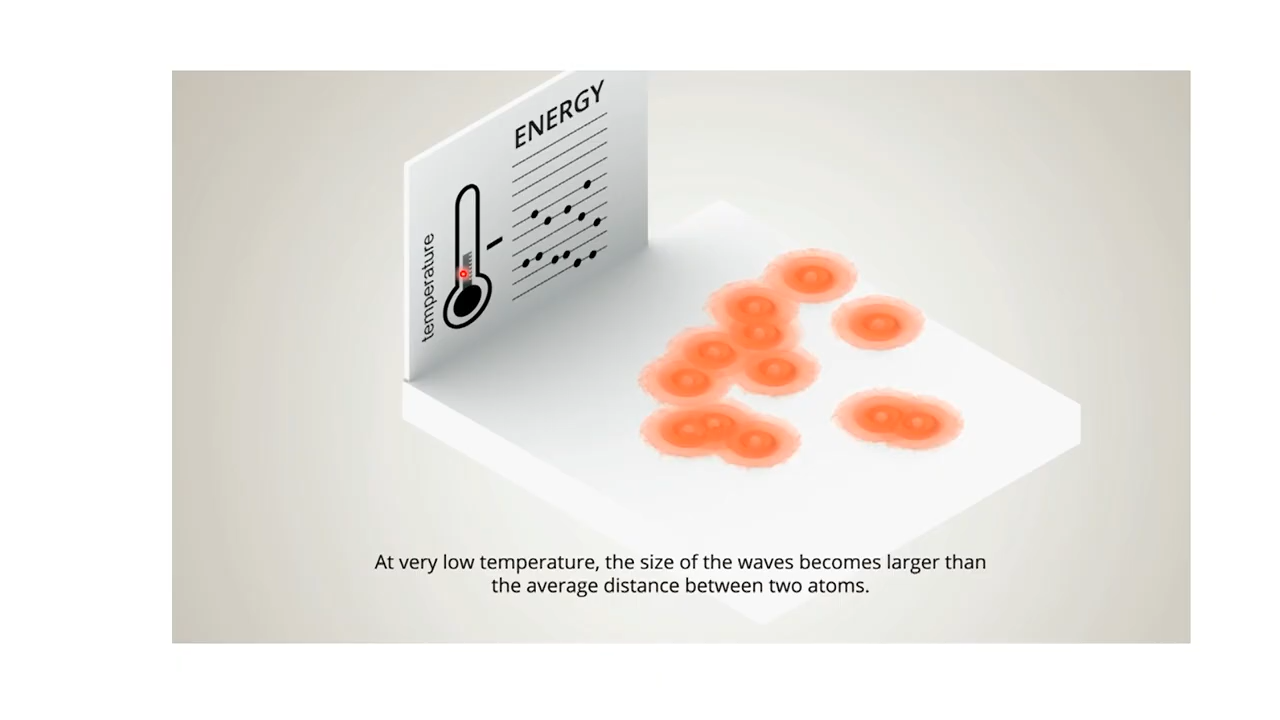 ENERGY
temperature
At very low temperature, the size of the waves becomes larger than
the average distance between two atoms.